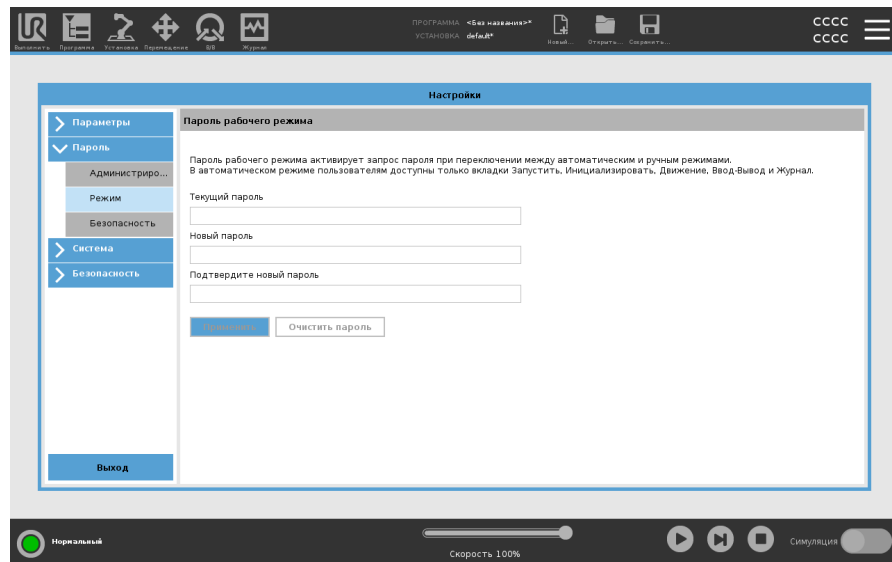 ПРОГРАММА <Без названия>*
УСТАНОВКА default*
Выполнить Программа Установка Перемещение В/В Журнал
Новый... Открыть... Сохранить...
cccc
cccc
Настройки
Параметры
Пароль
Администриро...
Режим
Безопасность
Система
Безопасность
Выход
Пароль рабочего режима
Пароль рабочего режима активирует запрос пароля при переключении между автоматическим и ручным режимами.
В автоматическом режиме пользователям доступны только вкладки Запустить, Инициализировать, Движение, Ввод-Вывод и Журнал.
Текущий пароль
Новый пароль
Подтвердите новый пароль
Применить Очистить пароль
Нормальный
Скорость 100%
Симуляция